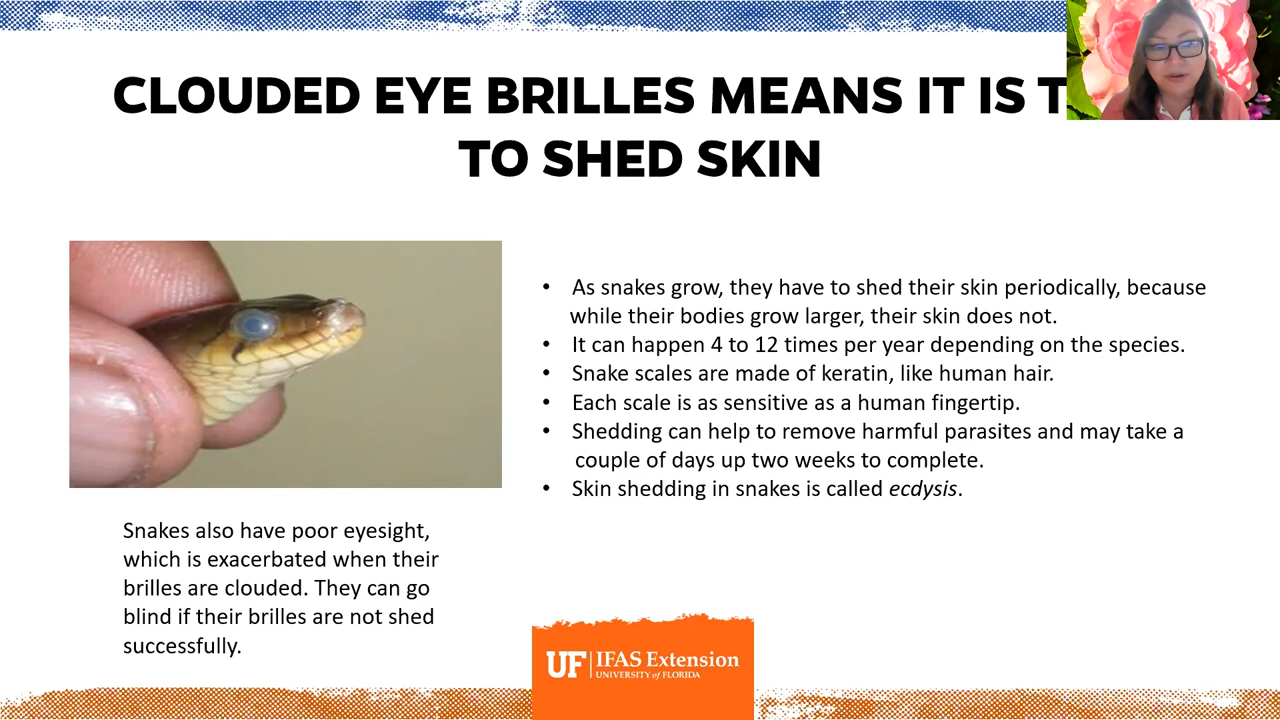 CLOUDED EYE BRILLES MEANS IT IS T
TO SHED SKIN
• As snakes grow, they have to shed their skin periodically, because
while their bodies grow larger, their skin does not.
• It can happen 4 to 12 times per year depending on the species.
• Snake scales are made of keratin, like human hair.
• Each scale is as sensitive as a human fingertip.
• Shedding can help to remove harmful parasites and may take a
couple of days up two weeks to complete.
• Skin shedding in snakes is called ecdysis.
Snakes also have poor eyesight,
which is exacerbated when their
brilles are clouded. They can go
blind if their brilles are not shed
successfully.
UF | IFAS Extension
UNIVERSITY of FLORIDA